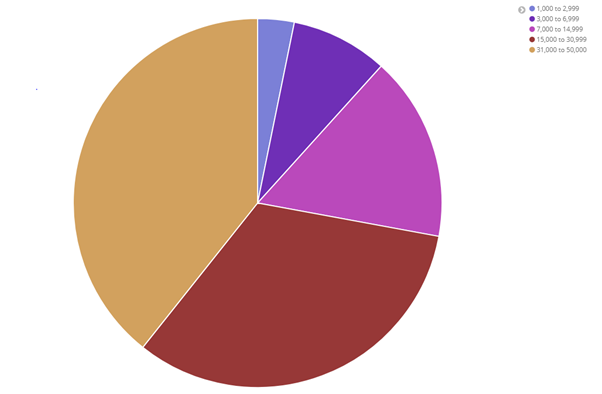 1,000 to 2,999
3,000 to 6,999
7,000 to 14,999
15,000 to 30,999
31,000 to 50,000